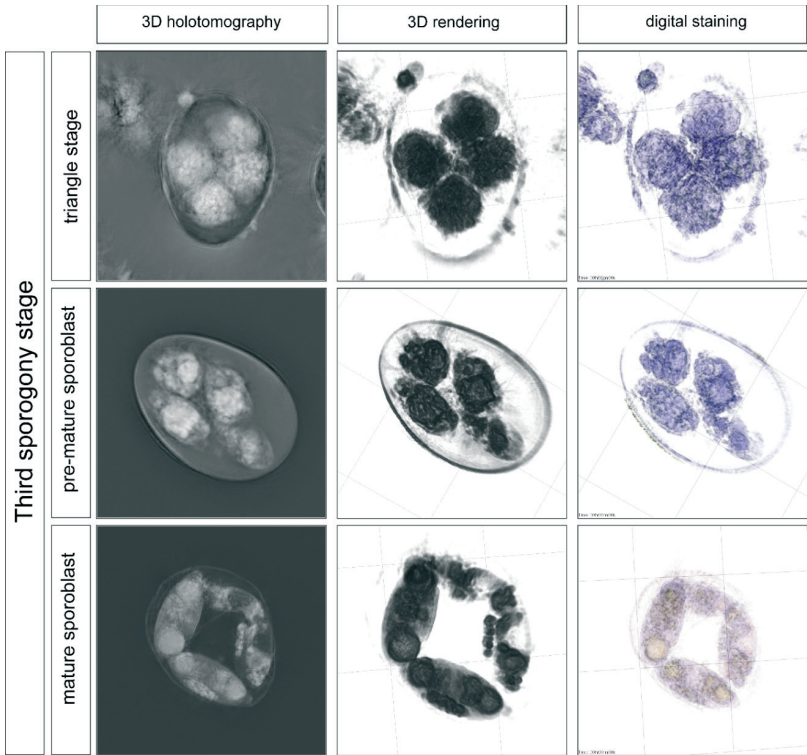 3D holotomography
3D rendering
digital staining
Third sporogony stage
triangle stage
pre-mature sporoblast
mature sporoblast